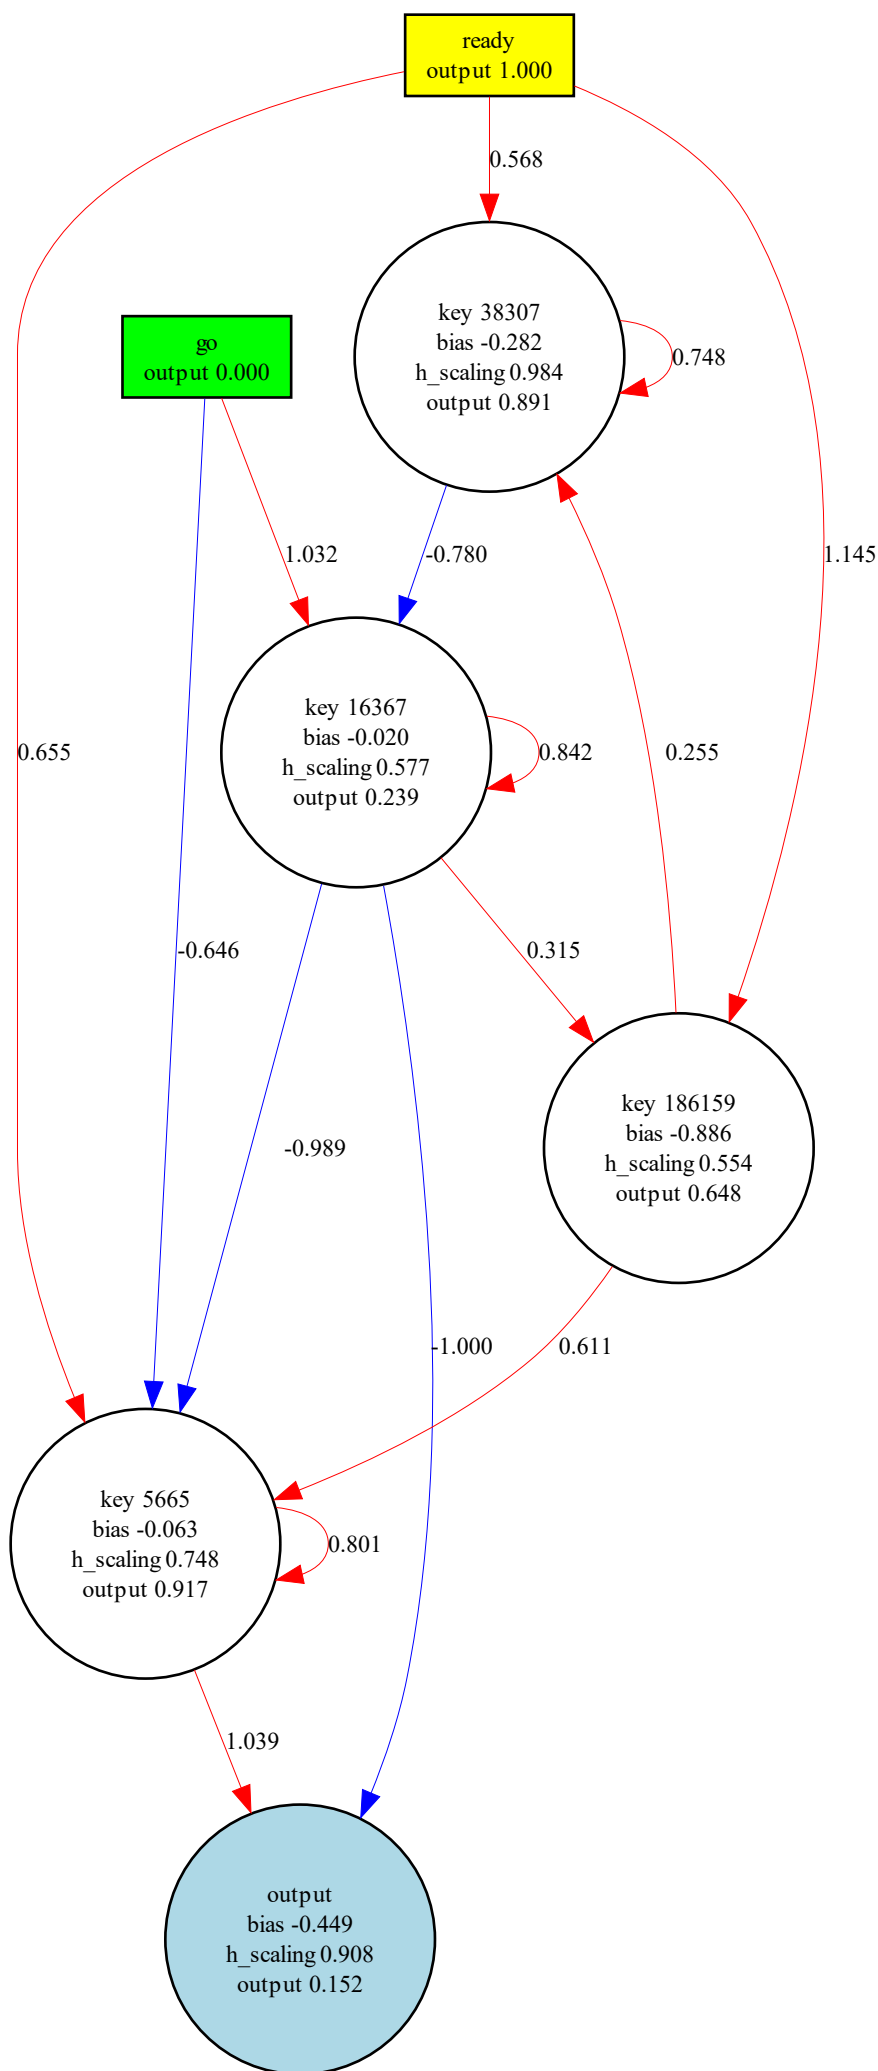 ready
output 1.000
0.568
key 38307
bias -0.282
h_scaling 0.984
output 0.891
0.748
go
output 0.000
1.032
-0.780
1.145
key 16367
bias -0.020
h_scaling 0.577
output 0.239
0.842
0.655
0.255
-0.646
0.315
key 186159
bias -0.886
h_scaling 0.554
output 0.648
-0.989
-1.000
0.611
key 5665
bias -0.063
h_scaling 0.748
output 0.917
0.801
1.039
output
bias -0.449
h_scaling 0.908
output 0.152